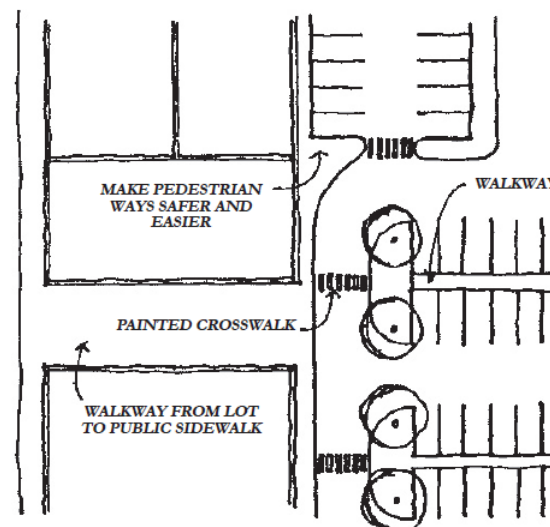 MAKE PEDESTRIAN
WAYS SAFER AND
EASIER
WALKWAY
PAINTED CROSSWALK
WALKWAY FROM LOT
TO PUBLIC SIDEWALK